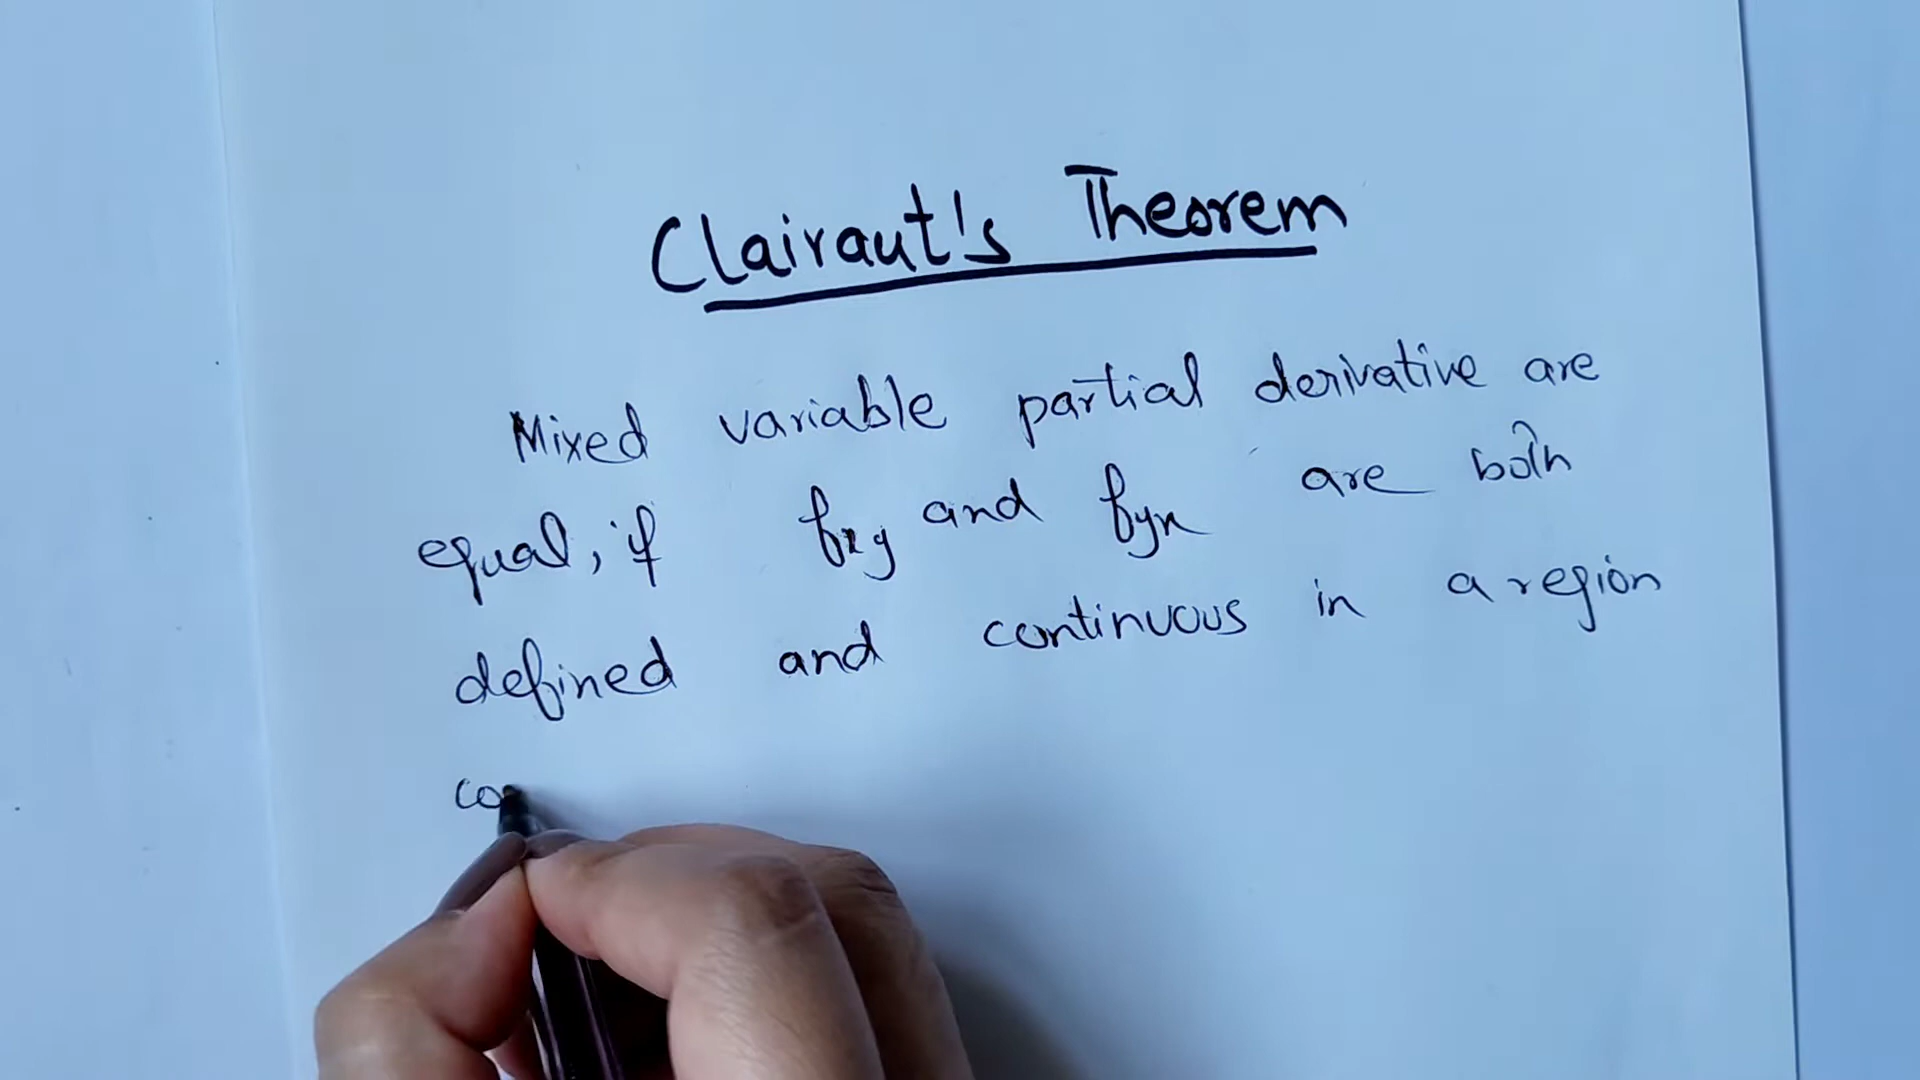 Clairaut's Theorem
Mixed variable partial derivative are
equal, if fxy and fyx are both
defined and continuous in a region
co